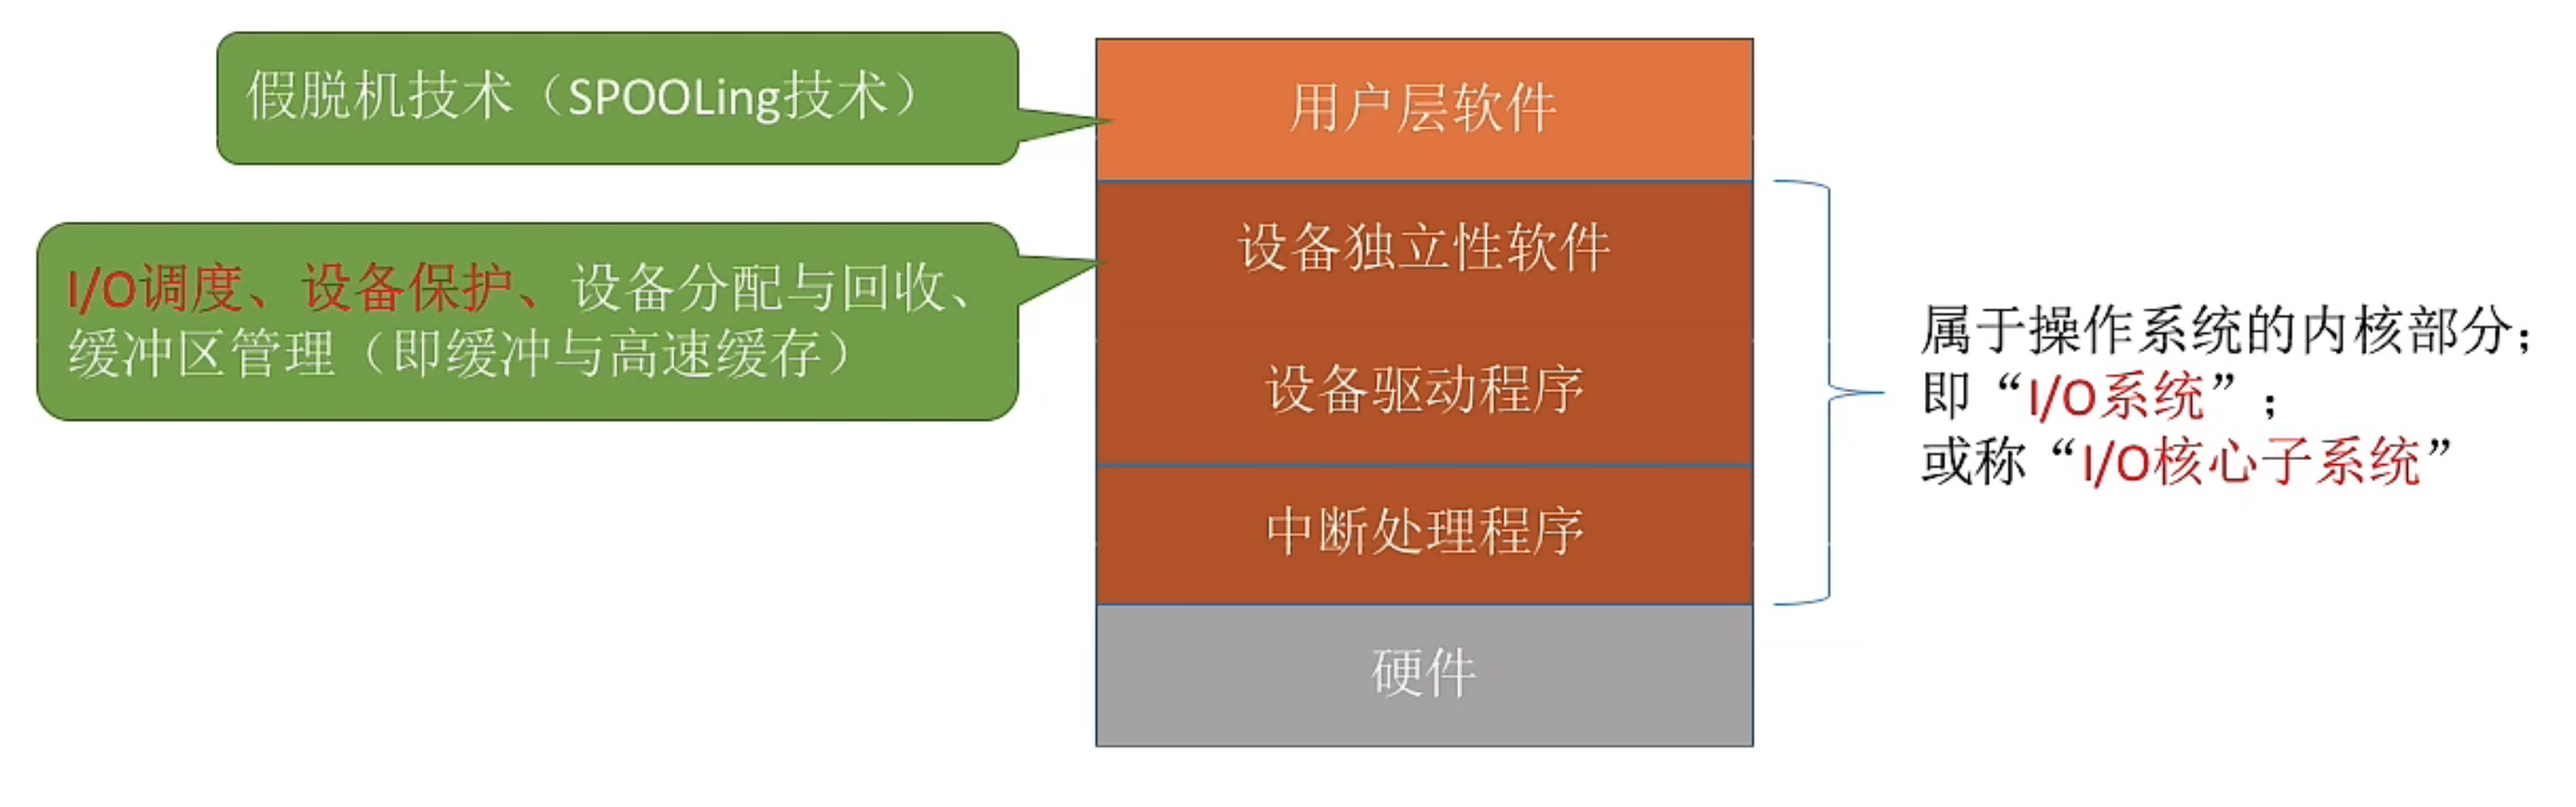 假脱机技术（SPOOLing技术）
用户层软件
I/O调度、设备保护、设备分配与回收、
缓冲区管理（即缓冲与高速缓存）
设备独立性软件
设备驱动程序
中断处理程序
硬件
属于操作系统的内核部分；
即“I/O系统”；
或称“I/O核心子系统”